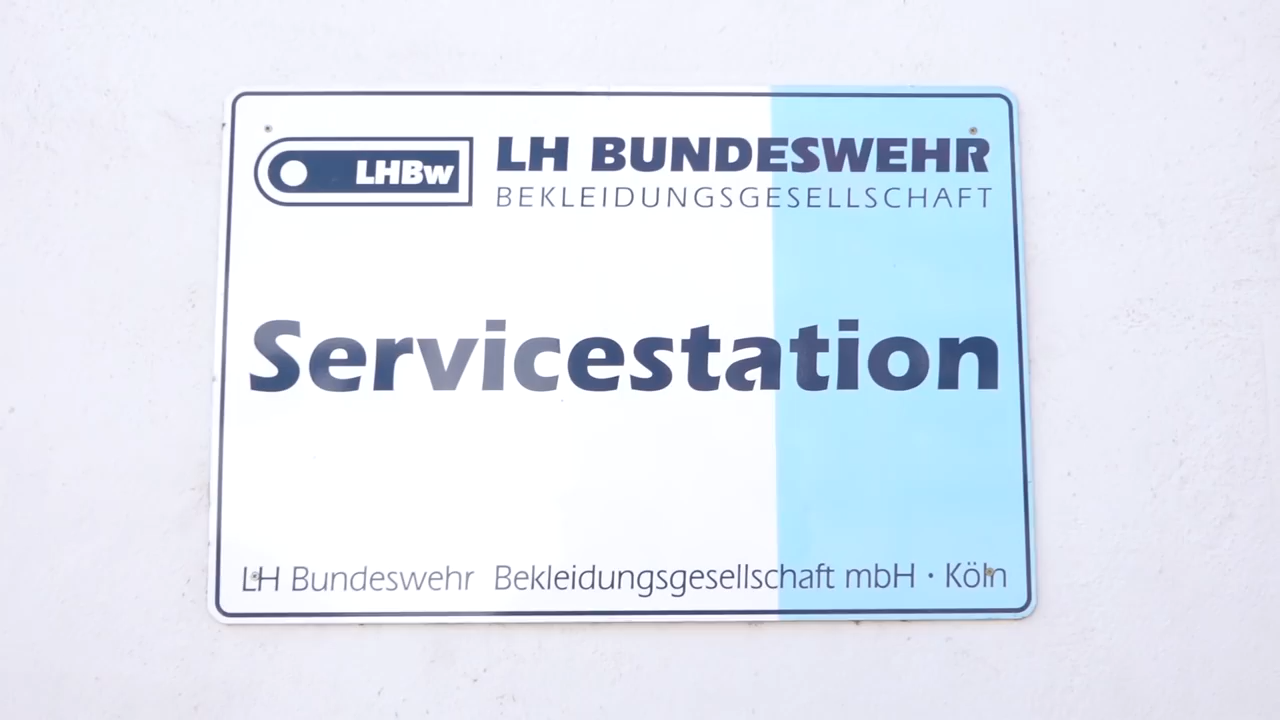 LHBw
LH BUNDESWEHR
BEKLEIDUNGSGESELLSCHAFT
Servicestation
LH Bundeswehr Bekleidungsgesellschaft mbH · Köln